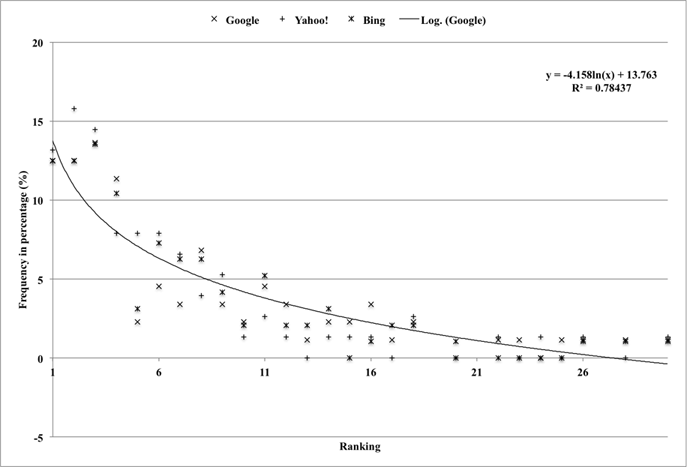 Google Yahoo! Bing Log. (Google)
20
y = -4.158ln(x) + 13.763
R² = 0.78437
15
10
5
0
-5
1 6 11 16 21 26
Frequency in percentage (%)
Ranking